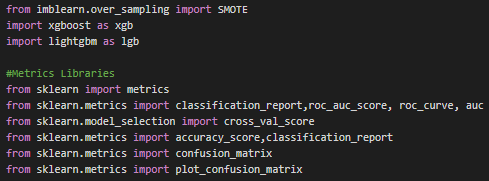 from imblearn.over_sampling import SMOTE
import xgboost as xgb
import lightgbm as lgb
#Metrics Libraries
from sklearn import metrics
from sklearn.metrics import classification_report,roc_auc_score, roc_curve, auc
from sklearn.model_selection import cross_val_score
from sklearn.metrics import accuracy_score,classification_report
from sklearn.metrics import confusion_matrix
from sklearn.metrics import plot_confusion_matrix